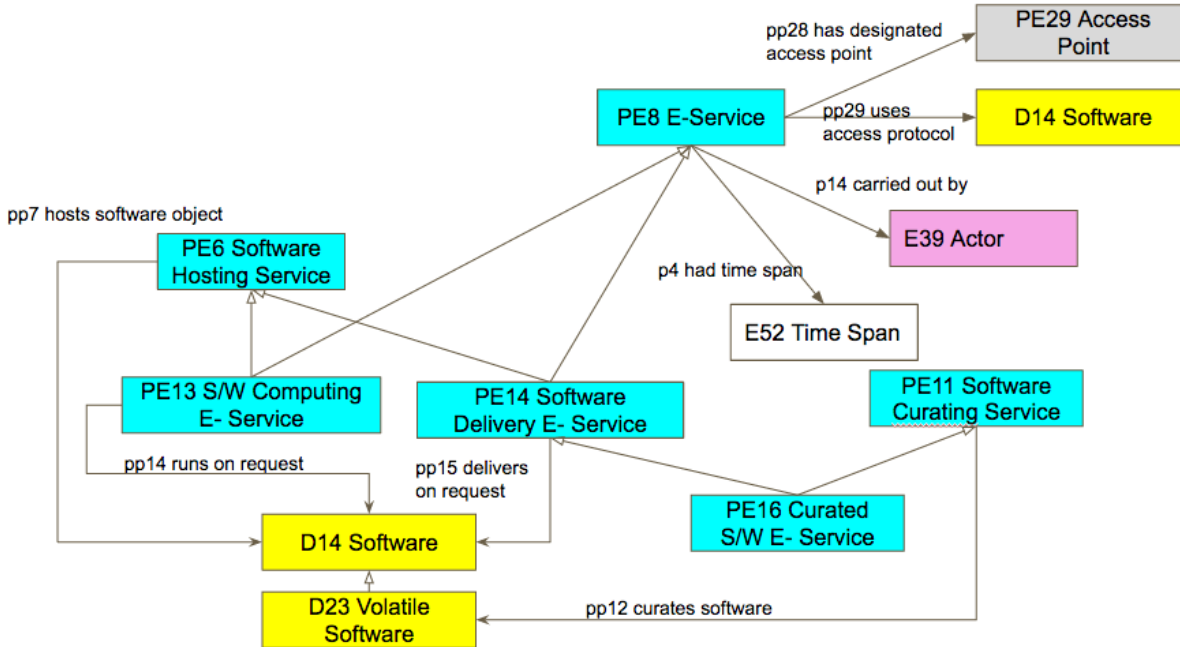 pp28 has designated
access point
PE29 Access
Point
PE8 E-Service
pp29 uses
access protocol
D14 Software
p14 carried out by
pp7 hosts software object
E39 Actor
PE6 Software
Hosting Service
p4 had time span
E52 Time Span
PE13 S/W Computing
E- Service
PE14 Software
Delivery E- Service
PE11 Software
Curating Service
pp14 runs on request
pp15 delivers
on request
PE16 Curated
S/W E- Service
D14 Software
D23 Volatile
Software
pp12 curates software